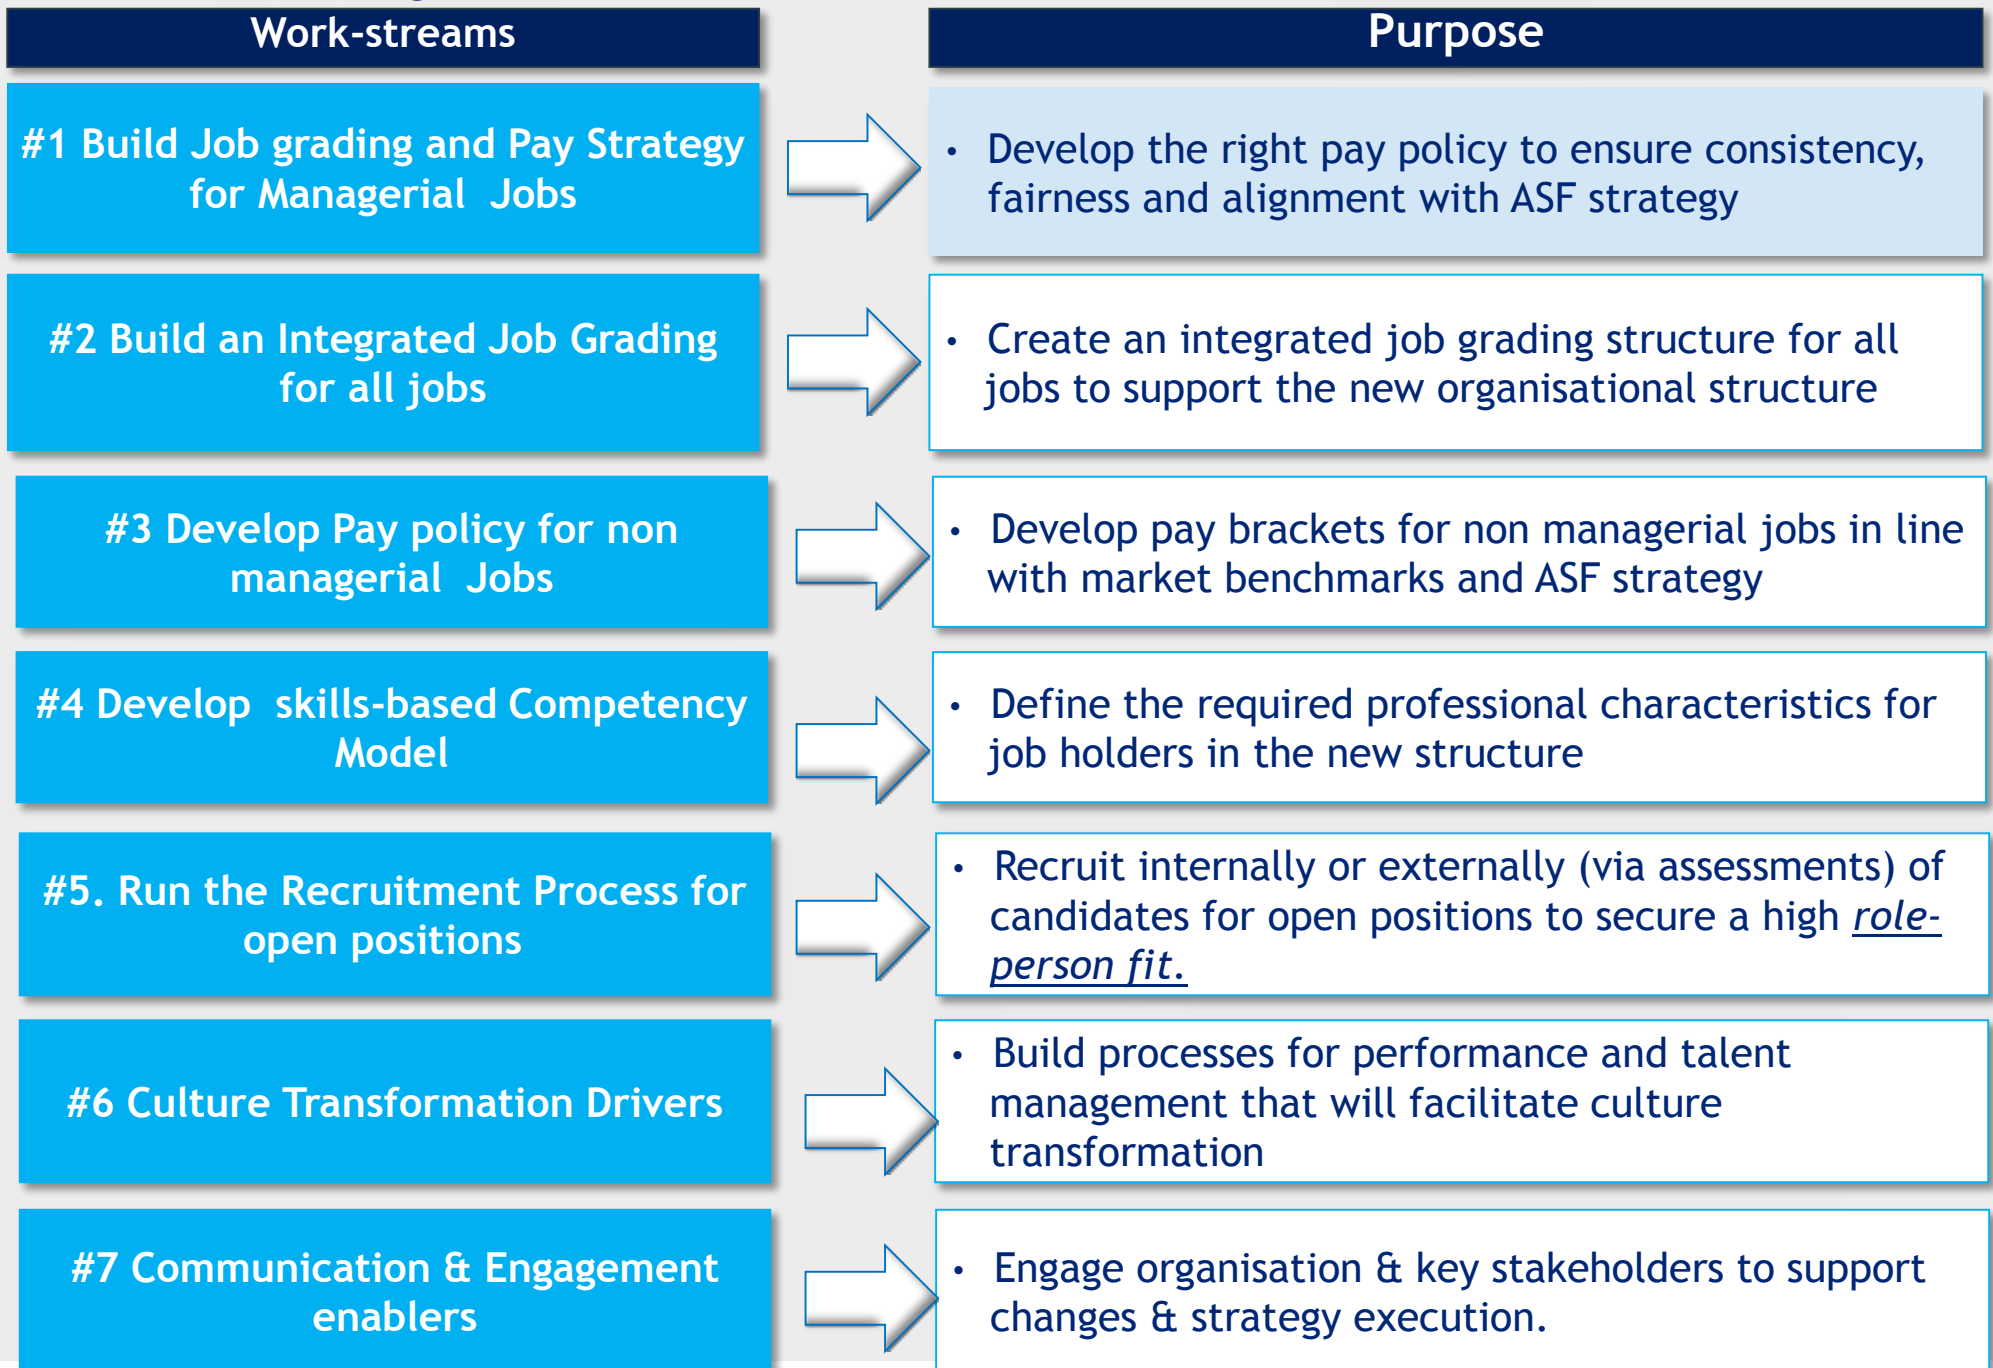 Work-streams
Purpose
#1 Build Job grading and Pay Strategy
for Managerial Jobs
• Develop the right pay policy to ensure consistency,
fairness and alignment with ASF strategy
#2 Build an Integrated Job Grading
for all jobs
• Create an integrated job grading structure for all
jobs to support the new organisational structure
#3 Develop Pay policy for non
managerial Jobs
• Develop pay brackets for non managerial jobs in line
with market benchmarks and ASF strategy
#4 Develop skills-based Competency
Model
• Define the required professional characteristics for
job holders in the new structure
#5. Run the Recruitment Process for
open positions
• Recruit internally or externally (via assessments) of
candidates for open positions to secure a high role-
person fit.
#6 Culture Transformation Drivers
• Build processes for performance and talent
management that will facilitate culture
transformation
#7 Communication & Engagement
enablers
• Engage organisation & key stakeholders to support
changes & strategy execution.